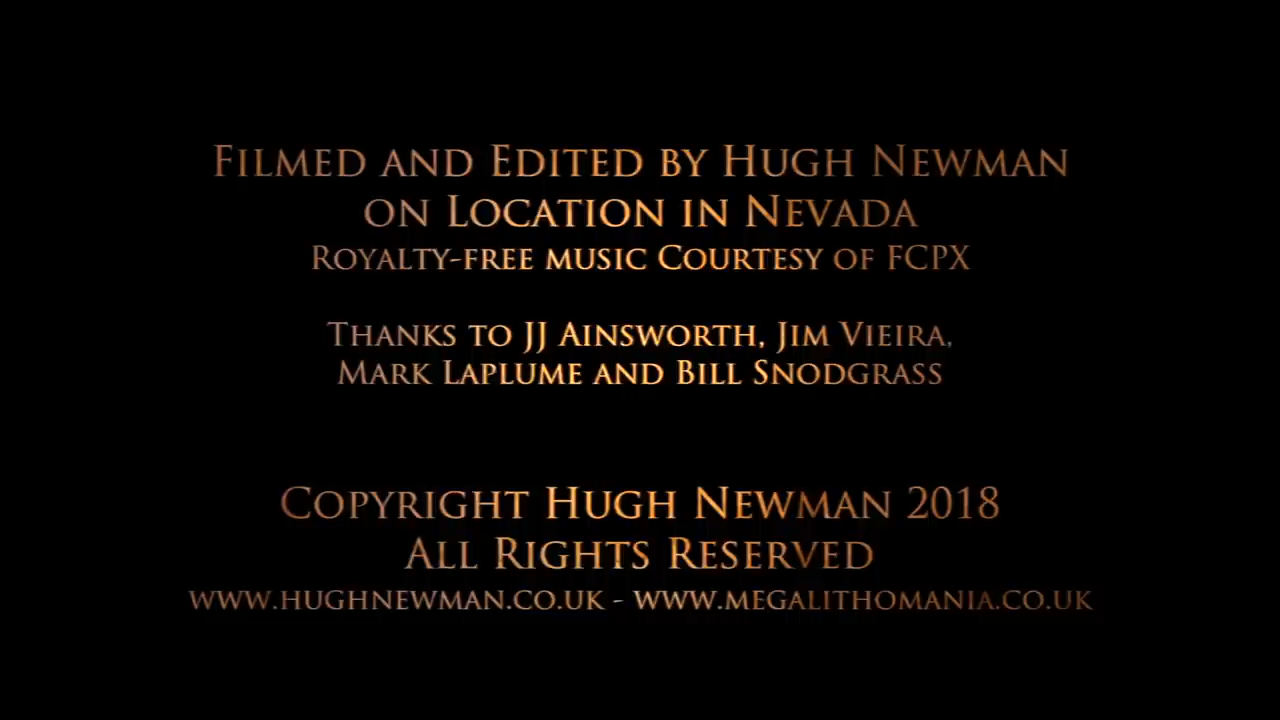 Filmed and Edited by Hugh Newman
on Location in Nevada
Royalty-free music Courtesy of FCPX
Thanks to JJ Ainsworth, Jim Vieira,
Mark Laplume and Bill Snodgrass
Copyright Hugh Newman 2018
All Rights Reserved
www.hughnewman.co.uk - www.megalithomania.co.uk